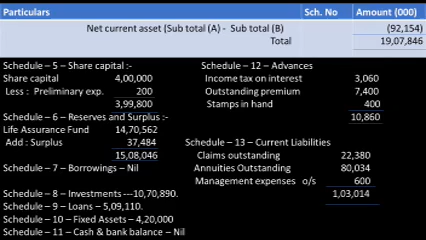 Particulars Sch. No Amount (000)
Net current asset (Sub total (A) - Sub total (B) (92,154)
Total 19,07,846
Schedule – 5 – Share capital :-
Share capital 4,00,000
Less : Preliminary exp. 200
3,99,800
Schedule – 6 – Reserves and Surplus :-
Life Assurance Fund 14,70,562
Add : Surplus 37,484
15,08,046
Schedule – 7 – Borrowings – Nil
Schedule – 8 – Investments ---10,70,890.
Schedule – 9 – Loans – 5,09,110.
Schedule – 10 – Fixed Assets – 4,20,000
Schedule – 11 – Cash & bank balance – Nil
Schedule – 12 – Advances
Income tax on interest 3,060
Outstanding premium 7,400
Stamps in hand 400
10,860
Schedule – 13 – Current Liabilities
Claims outstanding 22,380
Annuities Outstanding 80,034
Management expenses o/s 600
1,03,014